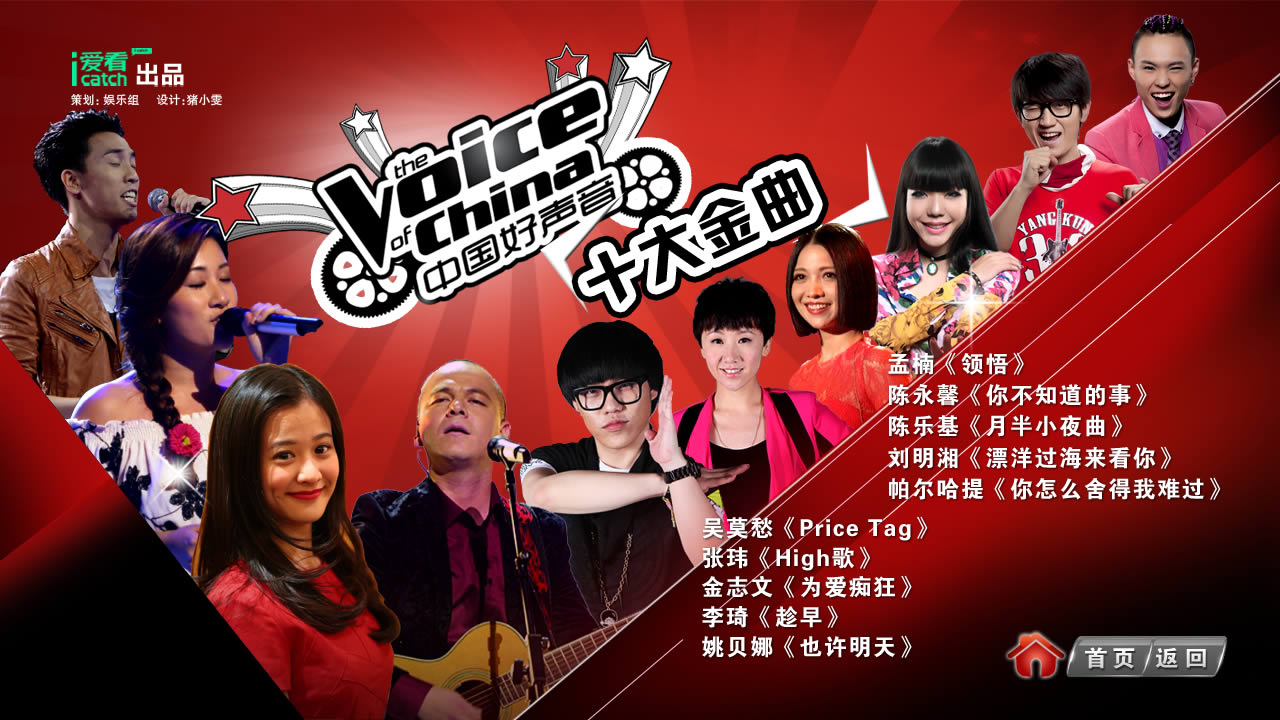 爱看
icatch 出品
策划：娱乐组 设计：猪小雯
the
Voice
of China
中国好声音
十大金曲
YANG KUN
孟楠《领悟》
陈永馨《你不知道的事》
陈乐基《月半小夜曲》
刘明湘《漂洋过海来看你》
帕尔哈提《你怎么舍得我难过》
吴莫愁《Price Tag》
张玮《High歌》
金志文《为爱痴狂》
李琦《趁早》
姚贝娜《也许明天》
首页 返回